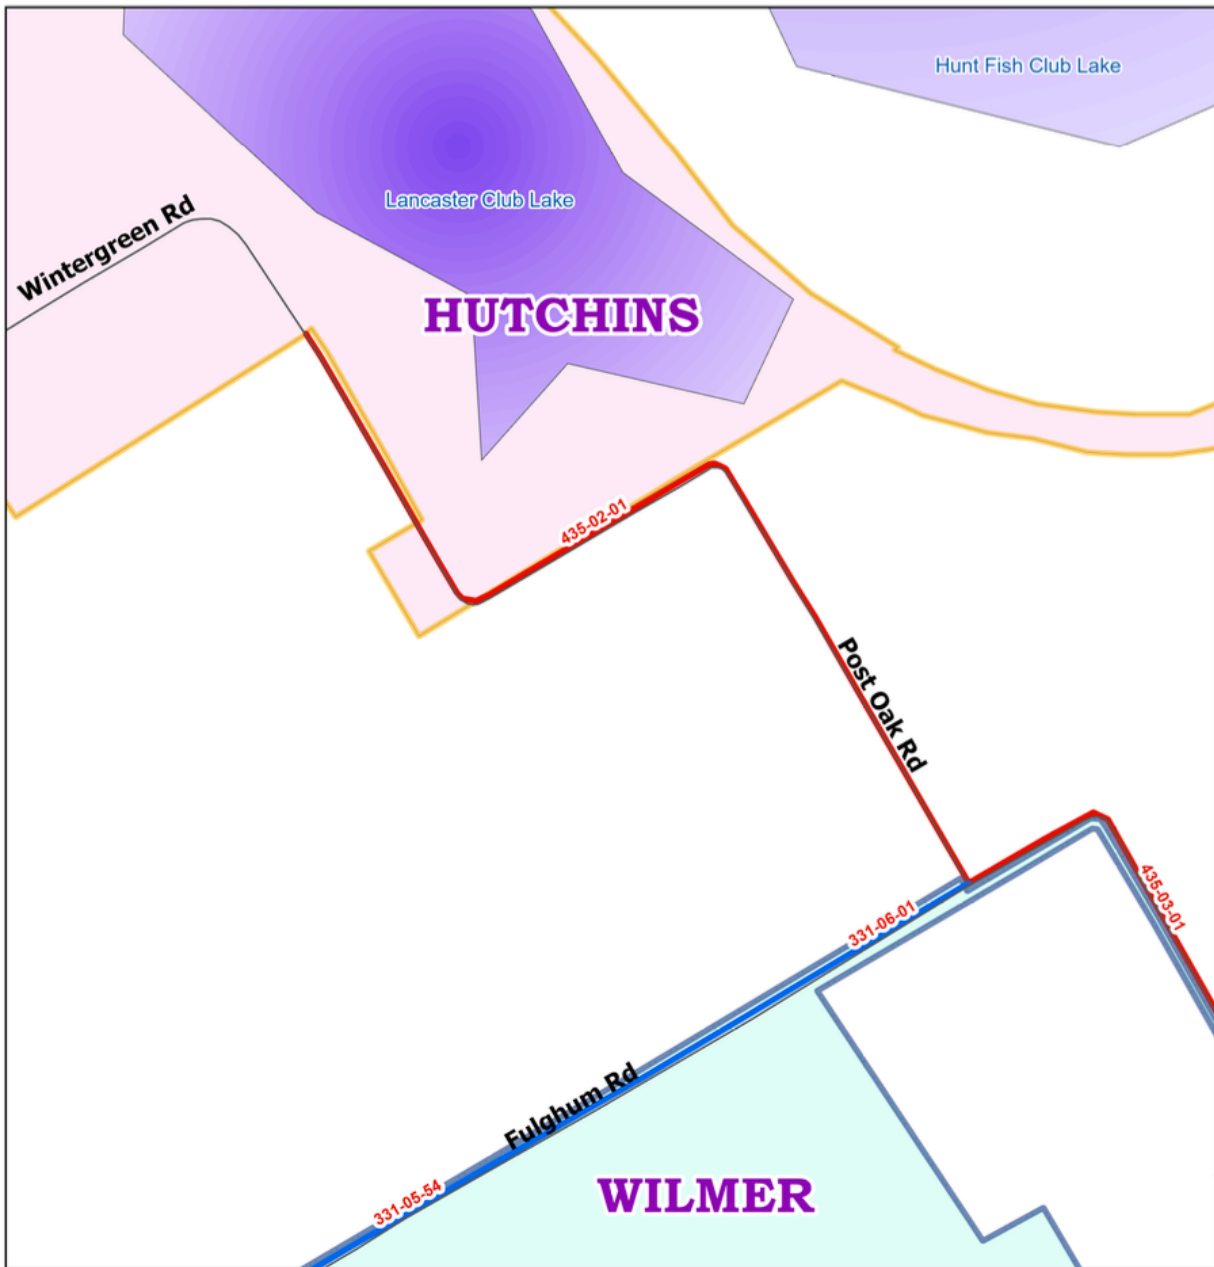 Hunt Fish Club Lake
Lancaster Club Lake
Wintergreen Rd
HUTCHINS
435-02-01
Post Oak Rd
435-03-01
331-06-01
Fulghum Rd
331-05-54
WILMER